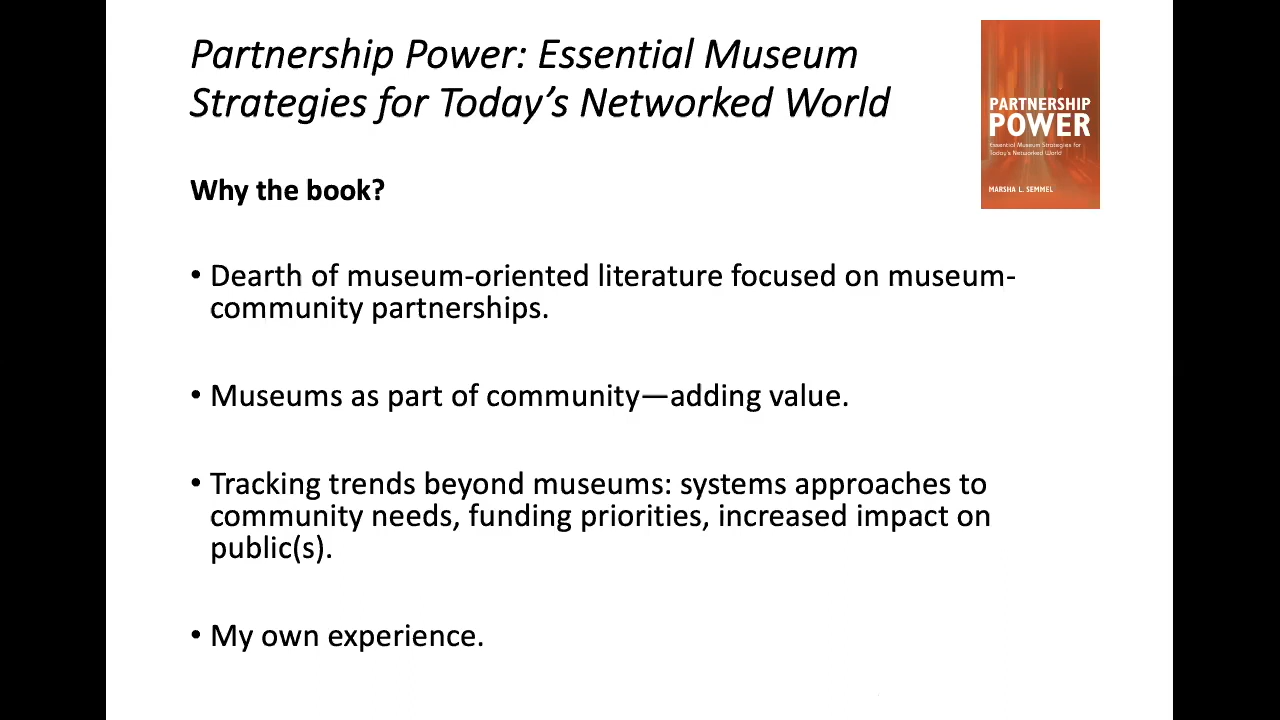 Partnership Power: Essential Museum
Strategies for Today's Networked World
PARTNERSHIP
POWER
Essential Museum Strategies for
Today's Networked World
MARSHA L. SEMMEL
Why the book?
• Dearth of museum-oriented literature focused on museum-
community partnerships.
• Museums as part of community—adding value.
• Tracking trends beyond museums: systems approaches to
community needs, funding priorities, increased impact on
public(s).
• My own experience.